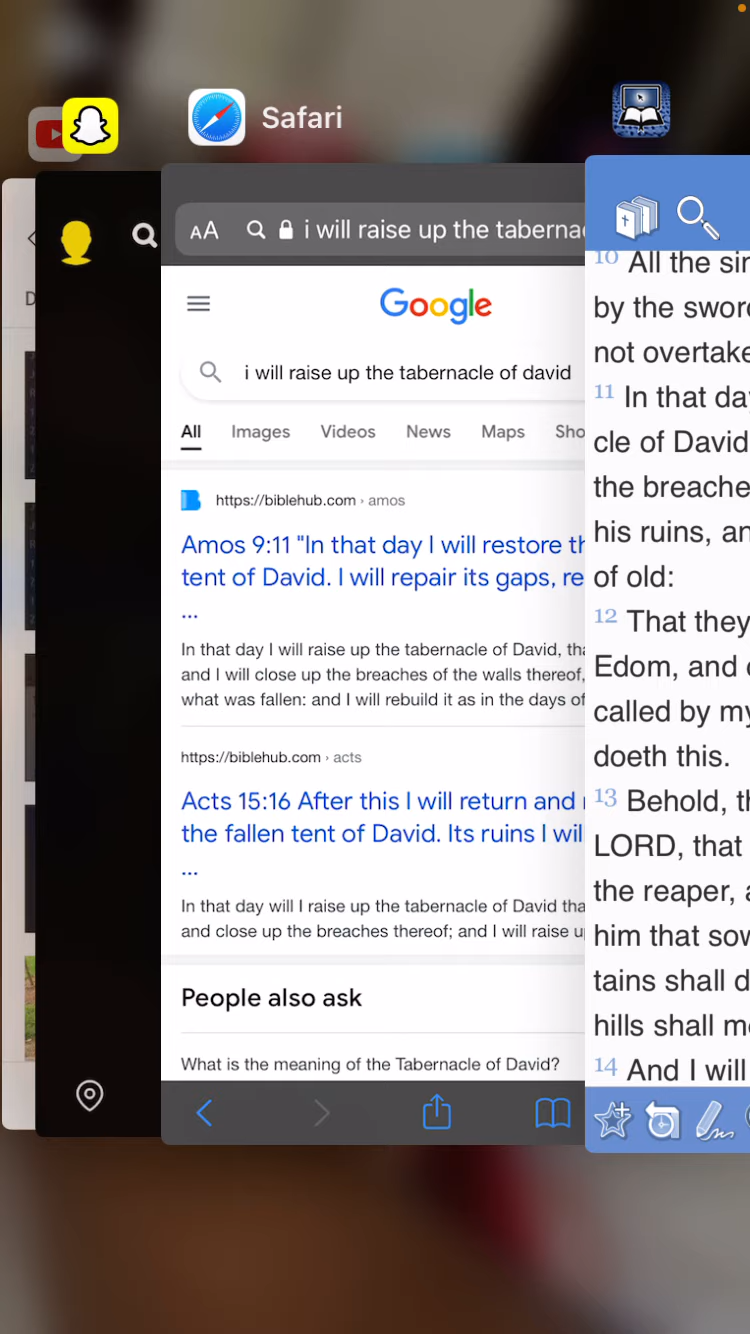 Safari
AA i will raise up the taberna
Google
i will raise up the tabernacle of david
All Images Videos News Maps Sho
https://biblehub.com › amos
Amos 9:11 "In that day I will restore th
tent of David. I will repair its gaps, re
...
In that day I will raise up the tabernacle of David, tha
and I will close up the breaches of the walls thereof,
what was fallen: and I will rebuild it as in the days of
https://biblehub.com › acts
Acts 15:16 After this I will return and
the fallen tent of David. Its ruins I wil
...
In that day will I raise up the tabernacle of David tha
and close up the breaches thereof; and I will raise u
People also ask
What is the meaning of the Tabernacle of David?
10 All the sin
by the sword
not overtake
11 In that day
cle of David
the breache
his ruins, an
of old:
12 That they
Edom, and
called by my
doeth this.
13 Behold, th
LORD, that
the reaper, a
him that sow
tains shall d
hills shall me
14 And I will
D